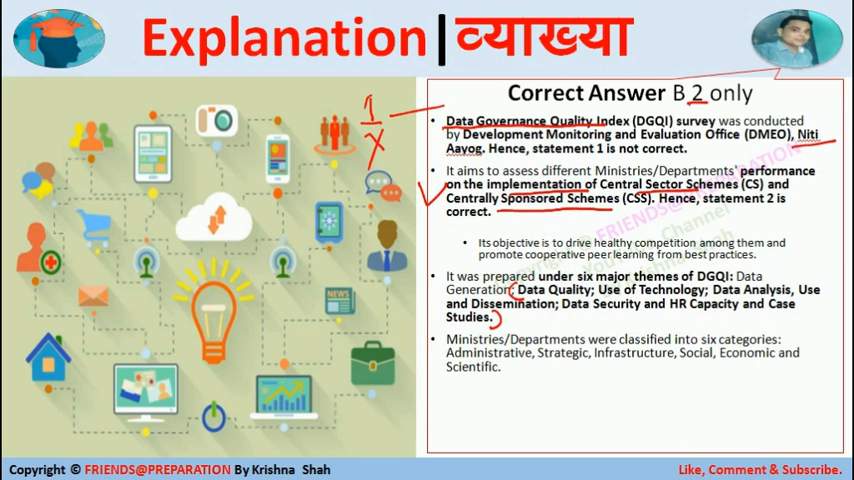 Explanation|व्याख्या
Correct Answer B 2 only
1
X
• Data Governance Quality Index (DGQI) survey was conducted
by Development Monitoring and Evaluation Office (DMEO), Niti
Aayog. Hence, statement 1 is not correct.
• It aims to assess different Ministries/Departments' performance
on the implementation of Central Sector Schemes (CS) and
Centrally Sponsored Schemes (CSS). Hence, statement 2 is
correct.
• Its objective is to drive healthy competition among them and
promote cooperative peer learning from best practices.
• It was prepared under six major themes of DGQI: Data
Generation; Data Quality; Use of Technology; Data Analysis, Use
and Dissemination; Data Security and HR Capacity and Case
Studies.
• Ministries/Departments were classified into six categories:
Administrative, Strategic, Infrastructure, Social, Economic and
Scientific.
FRIENDS@PREPARATION
Channel
Shah
NEWS
Copyright © FRIENDS@PREPARATION By Krishna Shah
Like, Comment & Subscribe.